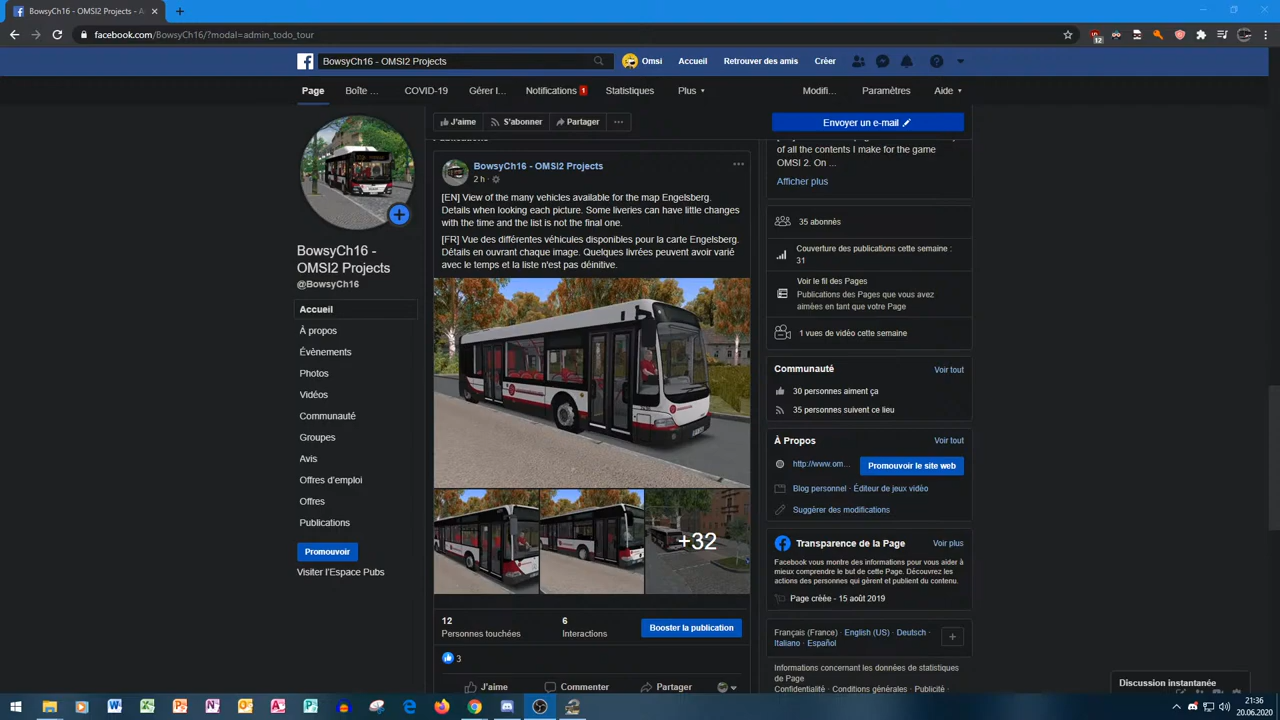 BowsyCh16 - OMSI2 Projects
facebook.com/BowsyCh16/?modal=admin_todo_tour
12
BowsyCh16 - OMSI2 Projects
Omsi
Accueil
Retrouver des amis
Créer
Page
Boîte ...
COVID-19
Gérer l...
Notifications 1
Statistiques
Plus
Modifi...
Paramètres
Aide
J'aime
S'abonner
Partager
Envoyer un e-mail
BowsyCh16 -
OMSI2 Projects
@BowsyCh16
Accueil
À propos
Évènements
Photos
Vidéos
Communauté
Groupes
Avis
Offres d'emploi
Offres
Publications
Promouvoir
Visiter l'Espace Pubs
Publications
BowsyCh16 - OMSI2 Projects
2 h ·
[EN] View of the many vehicles available for the map Engelsberg.
Details when looking each picture. Some liveries can have little changes
with the time and the list is not the final one.
[FR] Vue des différentes véhicules disponibles pour la carte Engelsberg.
Détails en ouvrant chaque image. Quelques livrées peuvent avoir varié
avec le temps et la liste n'est pas déinitive.
+32
12
Personnes touchées
6
Interactions
Booster la publication
3
J'aime
Commenter
Partager
of all the contents I make for the game
OMSI 2. On ...
Afficher plus
35 abonnés
Couverture des publications cette semaine :
31
Voir le fil des Pages
Publications des Pages que vous avez
aimées en tant que votre Page
1 vues de vidéo cette semaine
Communauté
Voir tout
30 personnes aiment ça
35 personnes suivent ce lieu
À Propos
Voir tout
http://www.om...
Promouvoir le site web
Blog personnel · Éditeur de jeux vidéo
Suggérer des modifications
Transparence de la Page
Voir plus
Facebook vous montre des informations pour vous aider à
mieux comprendre le but de cette Page. Découvrez les
actions des personnes qui gèrent et publient du contenu.
Page créée - 15 août 2019
Français (France) · English (US) · Deutsch ·
Italiano · Español
Informations concernant les données de statistiques
de Page
Confidentialité · Conditions générales · Publicité ·
Discussion instantanée
21:36
20.06.2020